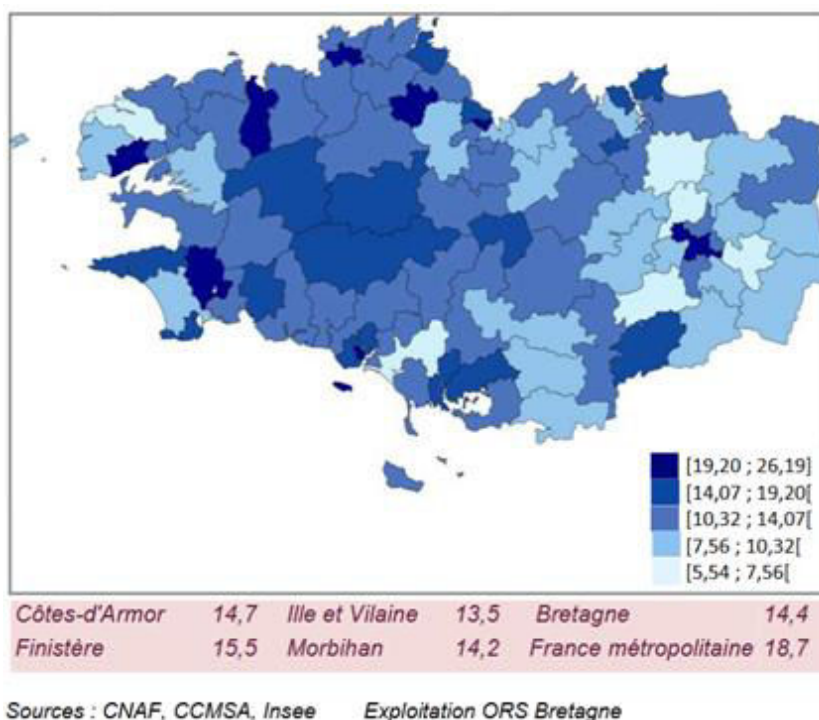 [19,20 ; 26,19]
[14,07 ; 19,20[
[10,32 ; 14,07[
[7,56 ; 10,32[
[5,54 ; 7,56[
Côtes-d'Armor 14,7 Ille et Vilaine 13,5 Bretagne 14,4
Finistère 15,5 Morbihan 14,2 France métropolitaine 18,7
Sources : CNAF, CCMSA, Insee Exploitation ORS Bretagne